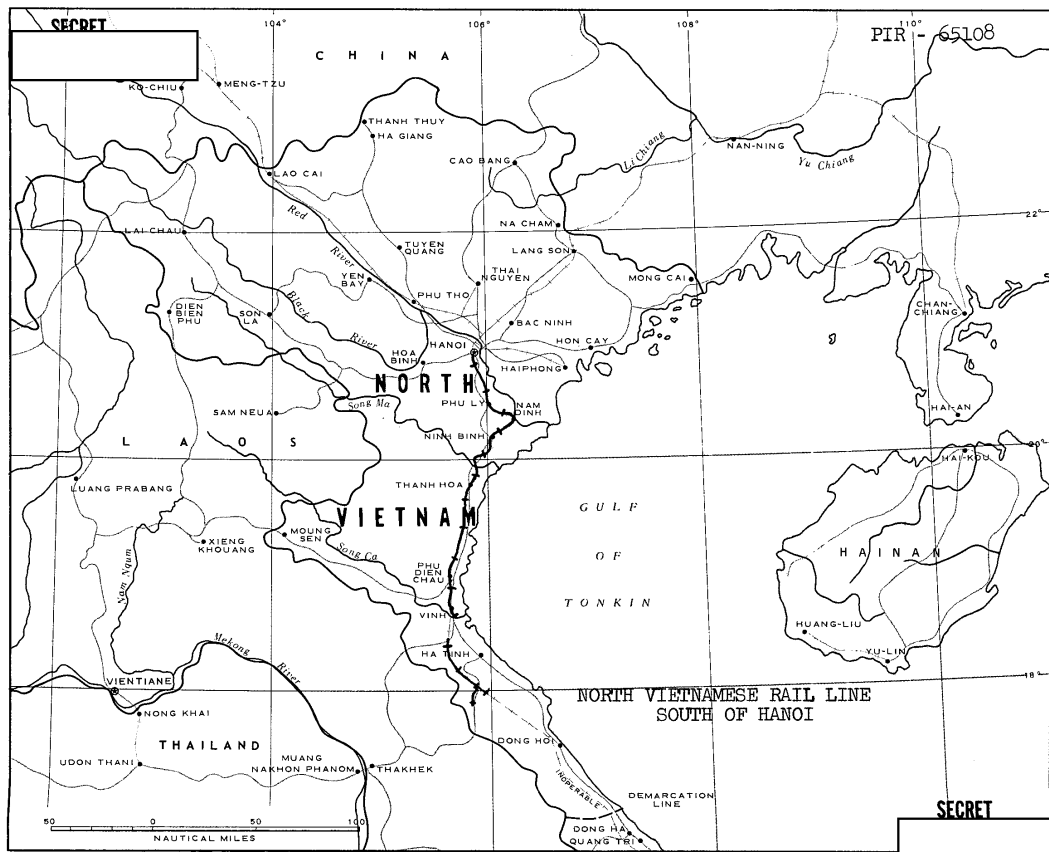 SECRET
PIR - 65108
104°
106°
108°
110°
CHINA
KO-CHIU
MENG-TZU
THANH THUY
HA GIANG
CAO BANG
Li Chiang
NAN-NING
Yu Chiang
LAO CAI
Red
River
22°
LAI CHAU
TUYEN
QUANG
NA CHAM
LANG SON
THAI
NGUYEN
MONG CAI
YEN
BAY
PHU THO
DIEN
BIEN
PHU
SON
LA
Black
River
BAC NINH
CHAN-
CHIANG
HOA
BINH
HANOI
HON GAY
HAIPHONG
NORTH
Song Ma
PHU LY
NAM
DINH
SAM NEUA
HAI-AN
NINH BINH
LAOS
20°
HAI-KOU
LUANG PRABANG
THANH HOA
VIETNAM
GULF
OF
TONKIN
MOUNG
SEN
Song Ca
XIENG
KHOUANG
HAINAN
PHU
DIEN
CHAU
Nam Ngum
VINH
HUANG-LIU
YU-LIN
HA TINH
Mekong
River
18°
VIENTIANE
NORTH VIETNAMESE RAIL LINE
SOUTH OF HANOI
NONG KHAI
THAILAND
DONG HOI
UDON THANI
MUANG
NAKHON PHANOM
THAKHEK
INOPERABLE
DEMARCATION
LINE
SECRET
50 0 50 100
NAUTICAL MILES
DONG HA
QUANG TRI